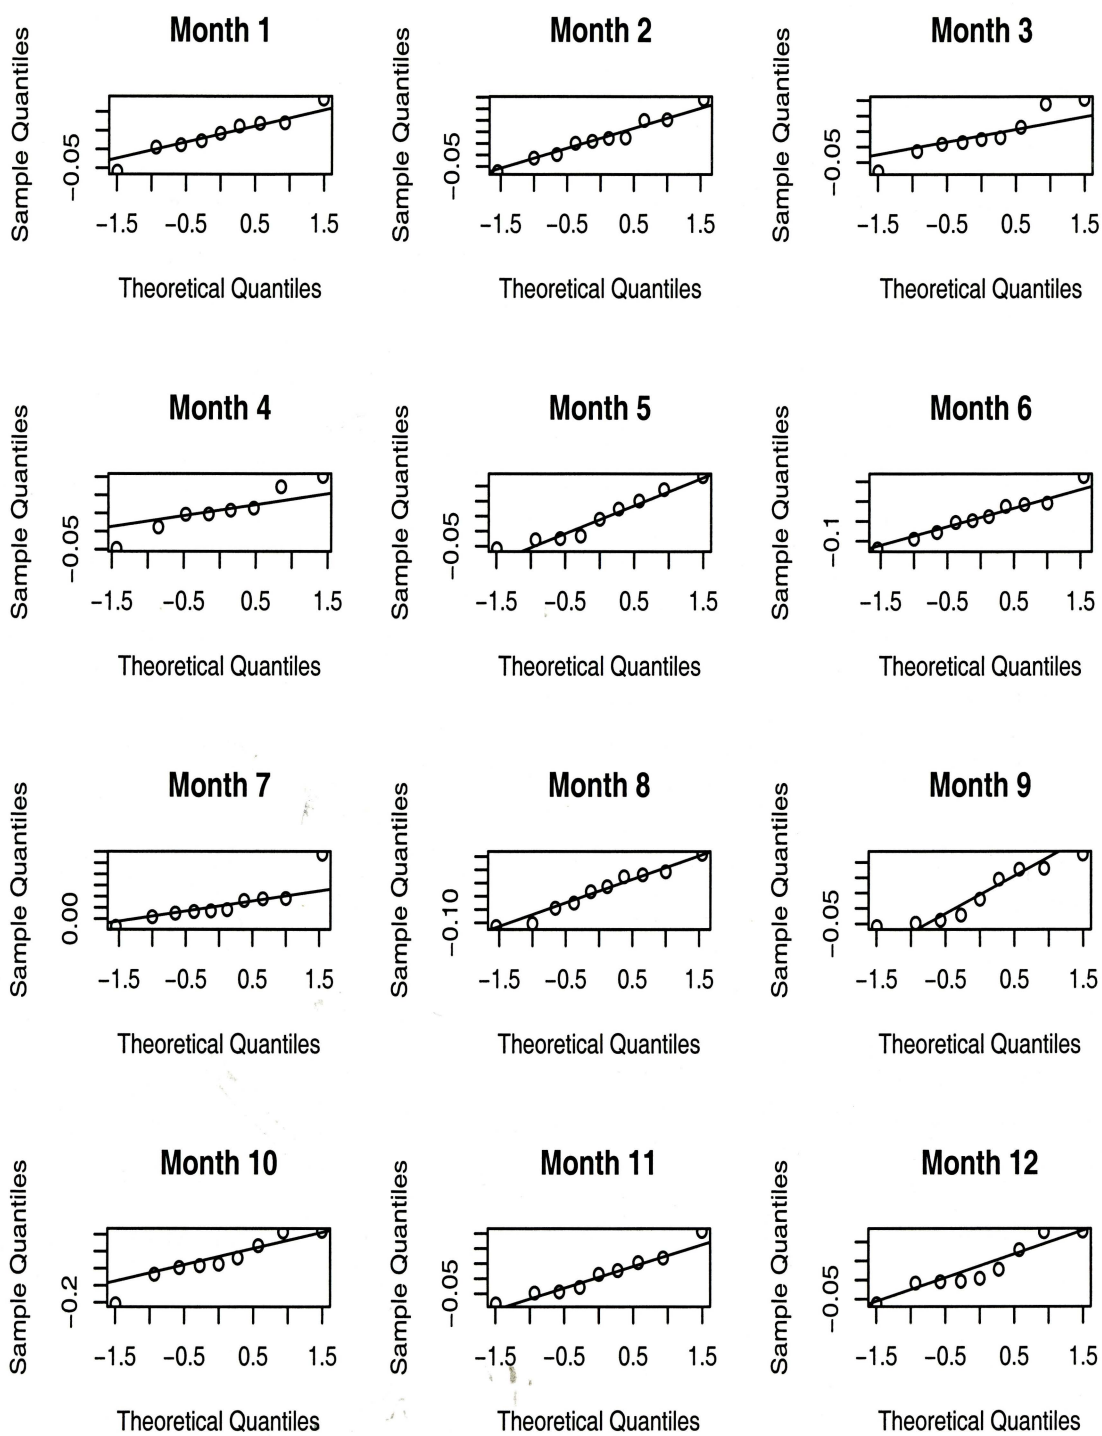 Month 1
Month 2
Month 3
Sample Quantiles
−0.05
Sample Quantiles
−0.05
Sample Quantiles
−0.05
−1.5 −0.5 0.5 1.5
−1.5 −0.5 0.5 1.5
−1.5 −0.5 0.5 1.5
Theoretical Quantiles
Theoretical Quantiles
Theoretical Quantiles
Month 4
Month 5
Month 6
Sample Quantiles
−0.05
Sample Quantiles
−0.05
Sample Quantiles
−0.1
−1.5 −0.5 0.5 1.5
−1.5 −0.5 0.5 1.5
−1.5 −0.5 0.5 1.5
Theoretical Quantiles
Theoretical Quantiles
Theoretical Quantiles
Month 7
Month 8
Month 9
Sample Quantiles
0.00
Sample Quantiles
−0.10
Sample Quantiles
−0.05
−1.5 −0.5 0.5 1.5
−1.5 −0.5 0.5 1.5
−1.5 −0.5 0.5 1.5
Theoretical Quantiles
Theoretical Quantiles
Theoretical Quantiles
Month 10
Month 11
Month 12
Sample Quantiles
−0.2
Sample Quantiles
−0.05
Sample Quantiles
−0.05
−1.5 −0.5 0.5 1.5
−1.5 −0.5 0.5 1.5
−1.5 −0.5 0.5 1.5
Theoretical Quantiles
Theoretical Quantiles
Theoretical Quantiles